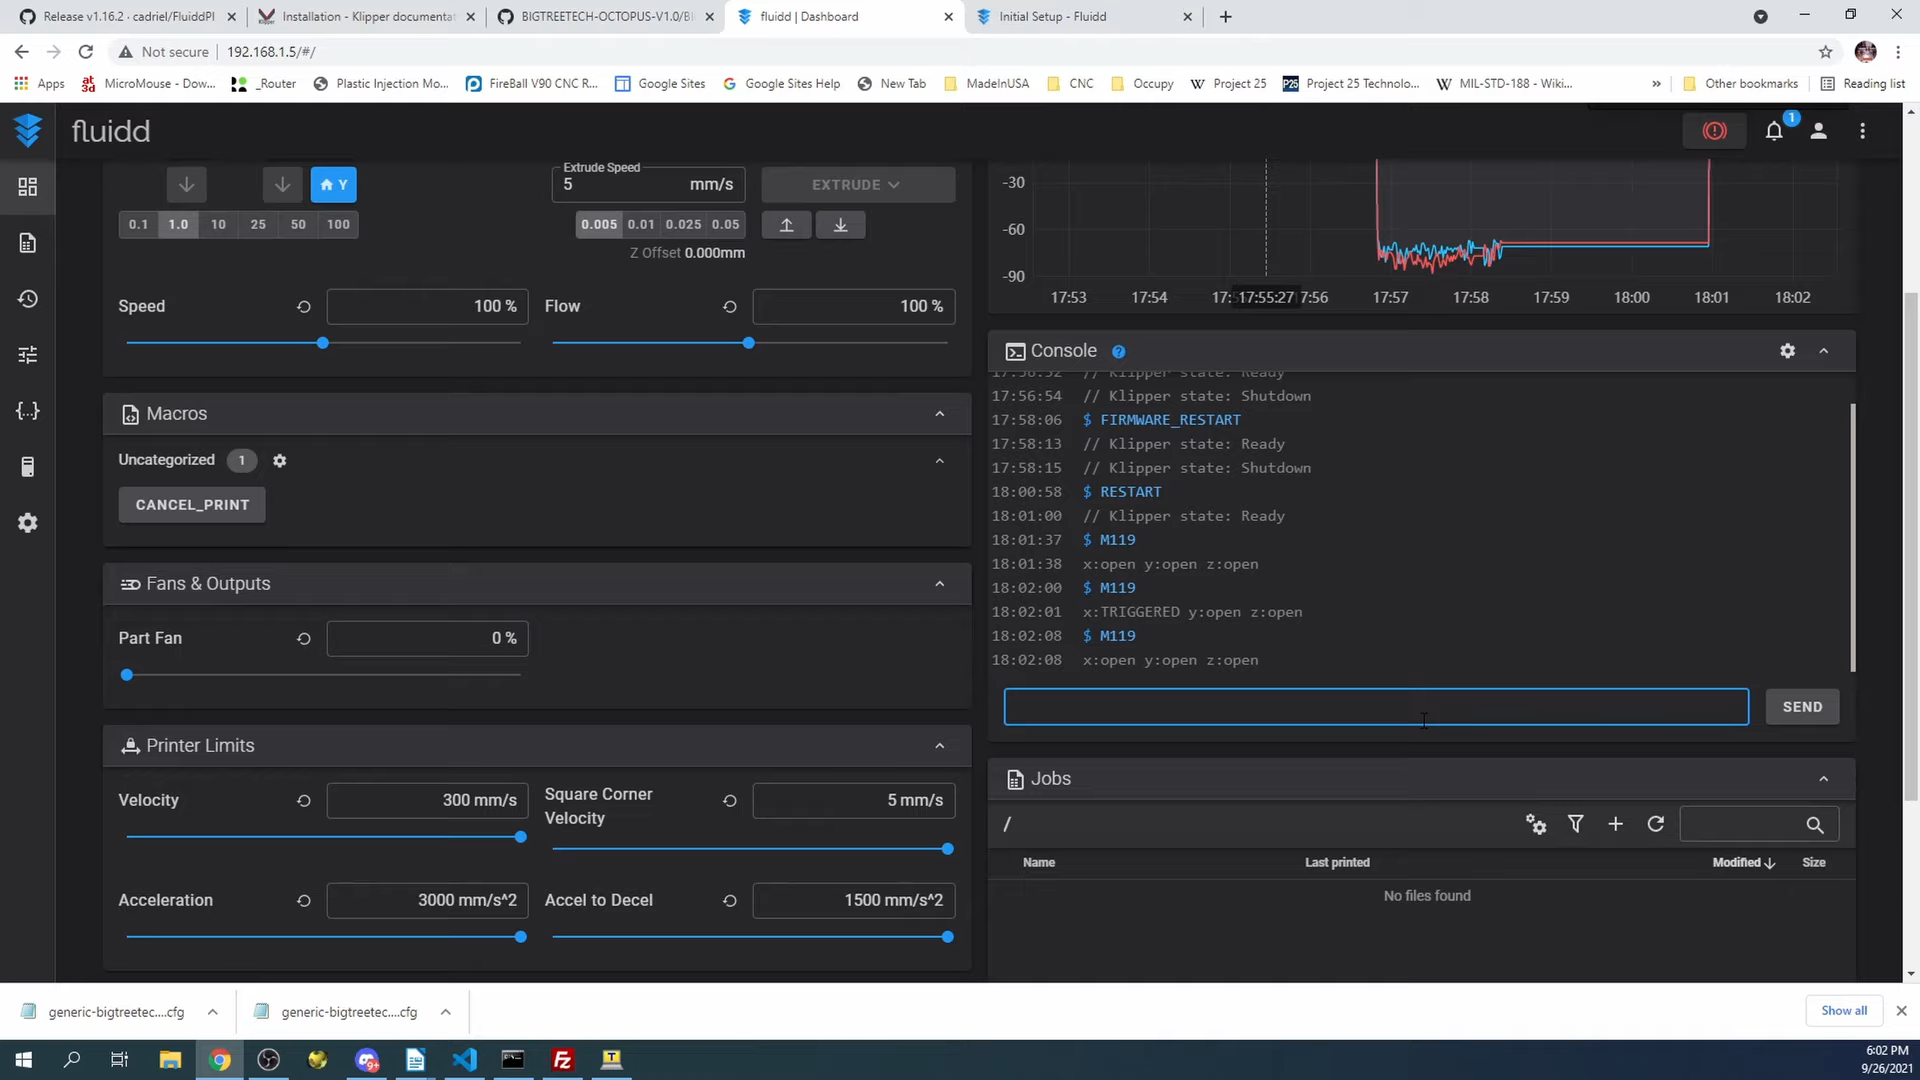 Release v1.16.2 - cadriel/FluiddPI
Installation - Klipper documentat
BIGTREETECH-OCTOPUS-V1.0/BI
fluidd | Dashboard
Initial Setup - Fluidd
Not secure
192.168.1.5/#/
Apps
MicroMouse - Dow...
_Router
Plastic Injection Mo...
FireBall V90 CNC R...
Google Sites
Google Sites Help
New Tab
MadeInUSA
CNC
Occupy
Project 25
P25 Project 25 Technolo...
MIL-STD-188 - Wiki...
»
Other bookmarks
Reading list
fluidd
1
Y
Extrude Speed
5 mm/s
EXTRUDE
0.1 1.0 10 25 50 100
0.005 0.01 0.025 0.05
Z Offset 0.000mm
Speed 100 %
Flow 100 %
Macros
Uncategorized 1
CANCEL_PRINT
Fans & Outputs
Part Fan 0 %
Printer Limits
Velocity 300 mm/s
Square Corner
Velocity
5 mm/s
Acceleration 3000 mm/s^2
Accel to Decel 1500 mm/s^2
-30
-60
-90
17:53 17:54 17:55:27 7:56 17:57 17:58 17:59 18:00 18:01 18:02
Console
17:56:52 // Klipper state: Ready
17:56:54 // Klipper state: Shutdown
17:58:06 $ FIRMWARE_RESTART
17:58:13 // Klipper state: Ready
17:58:15 // Klipper state: Shutdown
18:00:58 $ RESTART
18:01:00 // Klipper state: Ready
18:01:37 $ M119
18:01:38 x:open y:open z:open
18:02:00 $ M119
18:02:01 x:TRIGGERED y:open z:open
18:02:08 $ M119
18:02:08 x:open y:open z:open
SEND
Jobs
/
Name Last printed Modified Size
No files found
generic-bigtreetec....cfg
generic-bigtreetec....cfg
Show all
6:02 PM
9/26/2021